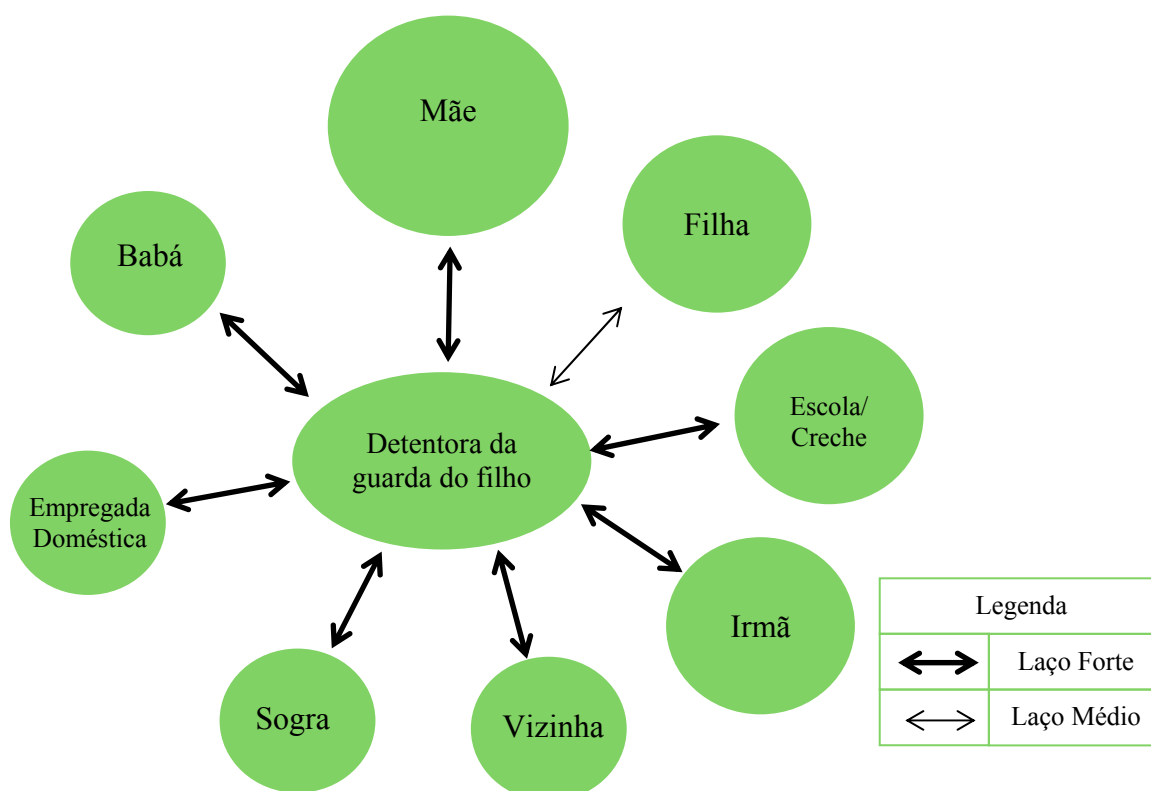 Mãe
Filha
Babá
Escola/
Creche
Detentora da
guarda do filho
Empregada
Doméstica
Irmã
Sogra
Vizinha
Legenda
Laço Forte
Laço Médio